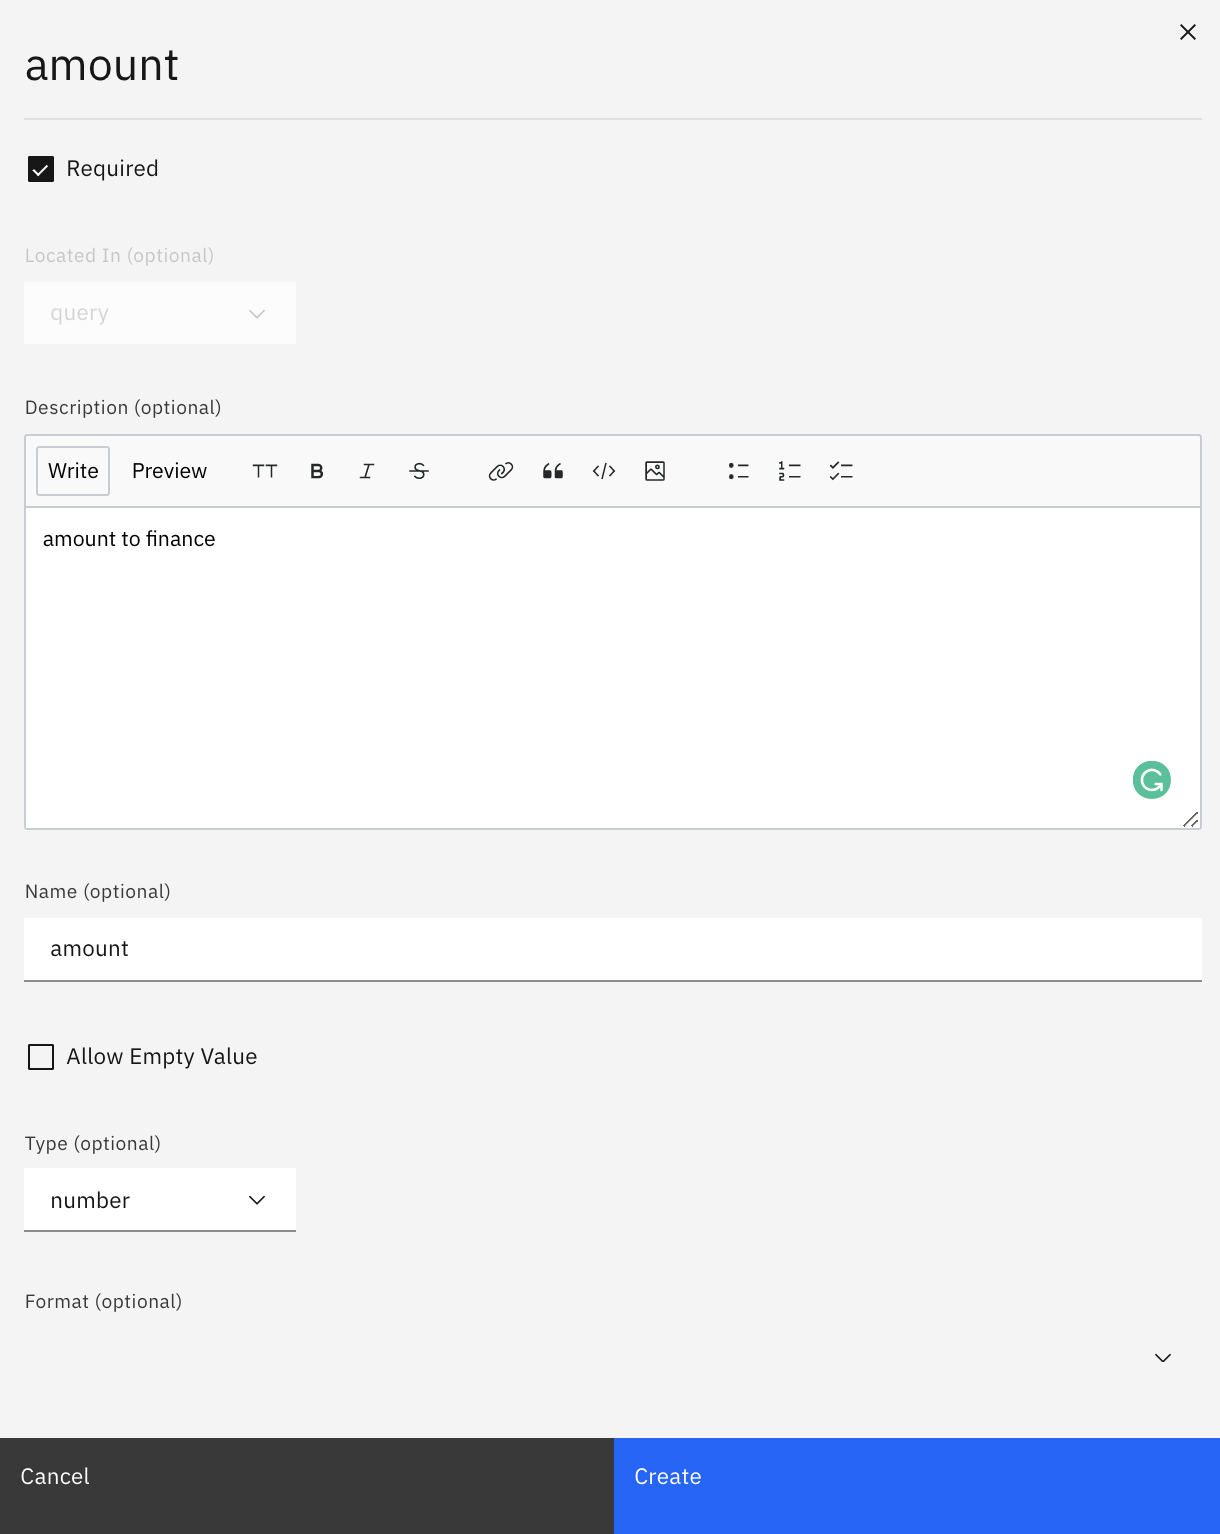 amount
Required
Located In (optional)
query
Description (optional)
Write Preview TT B I S
amount to finance
Name (optional)
amount
Allow Empty Value
Type (optional)
number
Format (optional)
Cancel Create